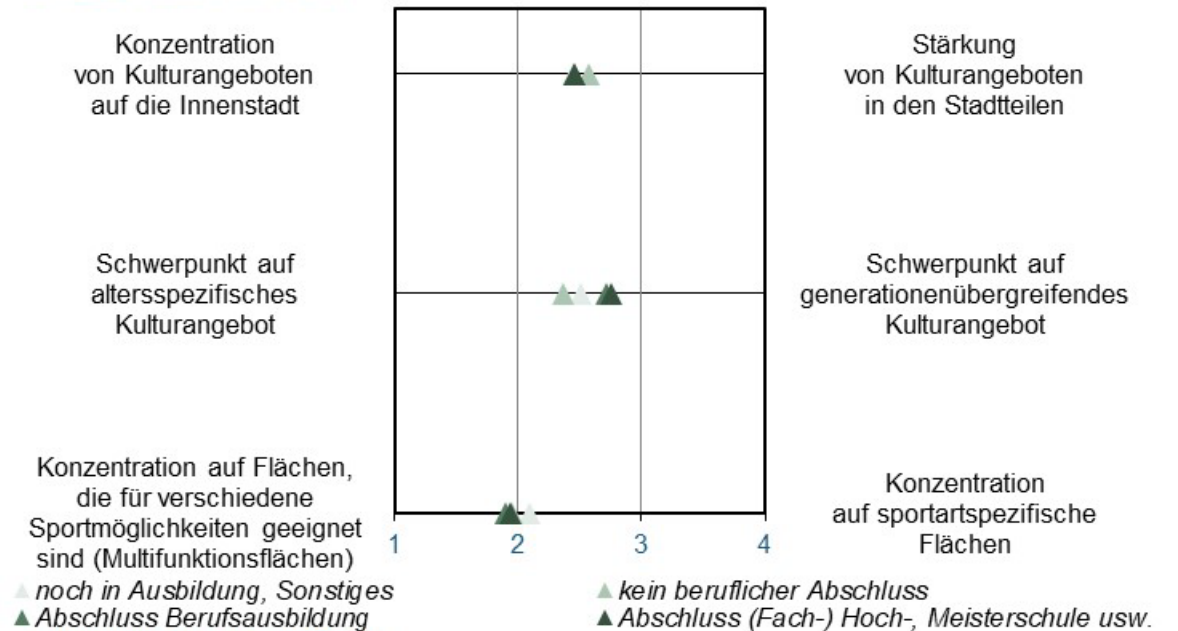 Konzentration
von Kulturangeboten
auf die Innenstadt
Stärkung
von Kulturangeboten
in den Stadtteilen
Schwerpunkt auf
altersspezifisches
Kulturangebot
Schwerpunkt auf
generationenübergreifendes
Kulturangebot
Konzentration auf Flächen,
die für verschiedene
Sportmöglichkeiten geeignet
sind (Multifunktionsflächen)
Konzentration
auf sportartspezifische
Flächen
1 2 3 4
noch in Ausbildung, Sonstiges
kein beruflicher Abschluss
Abschluss Berufsausbildung
Abschluss (Fach-) Hoch-, Meisterschule usw.